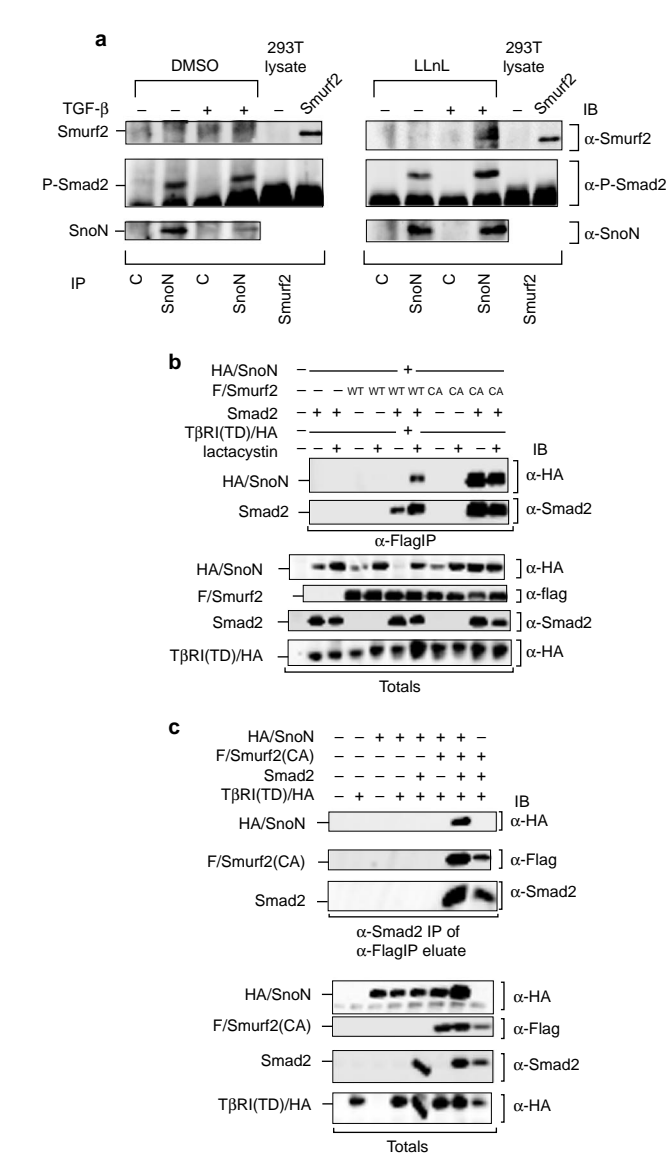 a
DMSO 293T lysate LLnL 293T lysate
TGF-β – – + + – Smurf2 – – + + – Smurf2 IB
Smurf2 α-Smurf2
P-Smad2 α-P-Smad2
SnoN α-SnoN
IP C SnoN C SnoN Smurf2 C SnoN C SnoN Smurf2
b
HA/SnoN – +
F/Smurf2 – – – WT WT WT WT CA CA CA CA
Smad2 – + + – – + + – – + +
TβRI(TD)/HA – +
lactacystin – – + – + – + – + – + IB
HA/SnoN α-HA
Smad2 α-Smad2
α-FlagIP
HA/SnoN α-HA
F/Smurf2 α-flag
Smad2 α-Smad2
TβRI(TD)/HA α-HA
Totals
c
HA/SnoN – – + + + + + –
F/Smurf2(CA) – – – – – + + +
Smad2 – – – – + – + +
TβRI(TD)/HA – + – + + + + +
IB
HA/SnoN α-HA
F/Smurf2(CA) α-Flag
Smad2 α-Smad2
α-Smad2 IP of
α-FlagIP eluate
HA/SnoN α-HA
F/Smurf2(CA) α-Flag
Smad2 α-Smad2
TβRI(TD)/HA α-HA
Totals